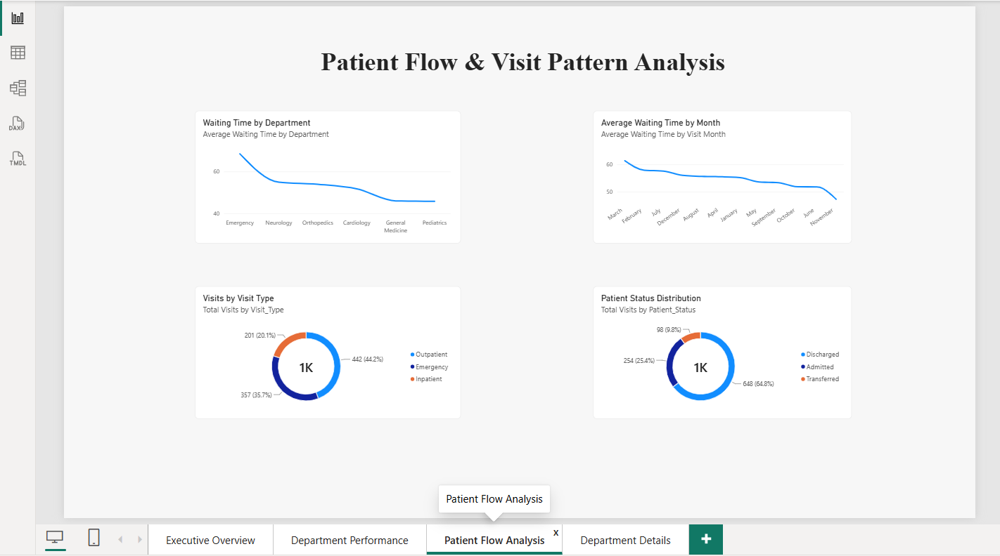 DAX
TMDL
Patient Flow & Visit Pattern Analysis
Waiting Time by Department
Average Waiting Time by Department
60
40
Emergency
Neurology
Orthopedics
Cardiology
General
Medicine
Pediatrics
Average Waiting Time by Month
Average Waiting Time by Visit Month
60
50
March
February
July
December
August
April
January
May
September
October
June
November
Visits by Visit Type
Total Visits by Visit_Type
201 (20.1%)
442 (44.2%)
357 (35.7%)
1K
Outpatient
Emergency
Inpatient
Patient Status Distribution
Total Visits by Patient_Status
98 (9.8%)
254 (25.4%)
648 (64.8%)
1K
Discharged
Admitted
Transferred
Patient Flow Analysis
Executive Overview
Department Performance
Patient Flow Analysis
x
Department Details
+